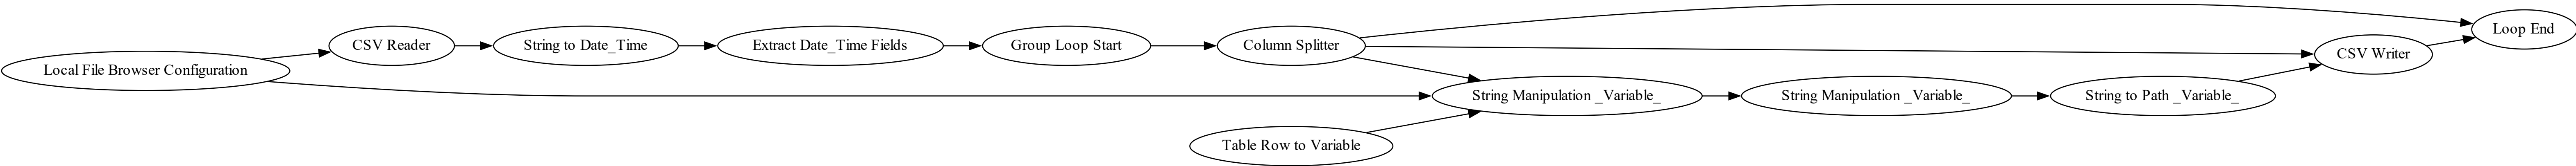 Local File Browser Configuration
CSV Reader
String to Date_Time
Extract Date_Time Fields
Group Loop Start
Column Splitter
Table Row to Variable
String Manipulation _Variable_
String Manipulation _Variable_
String to Path _Variable_
CSV Writer
Loop End